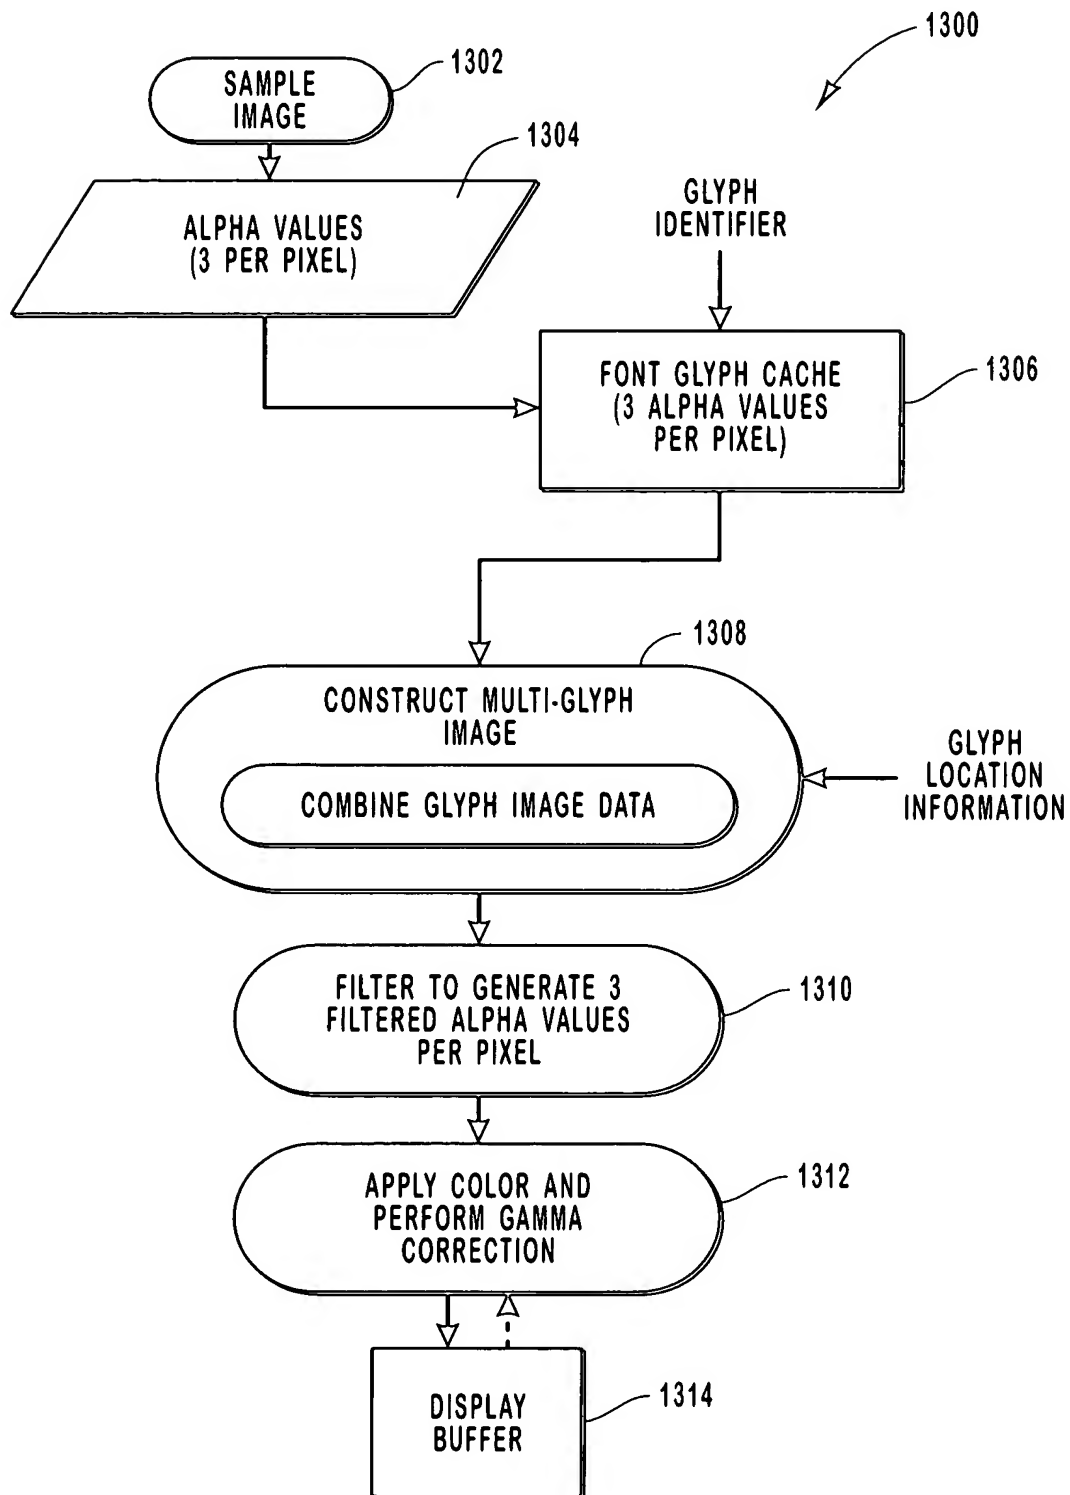 1300
SAMPLE
IMAGE
1302
1304
ALPHA VALUES
(3 PER PIXEL)
GLYPH
IDENTIFIER
FONT GLYPH CACHE
(3 ALPHA VALUES
PER PIXEL)
1306
1308
CONSTRUCT MULTI-GLYPH
IMAGE
COMBINE GLYPH IMAGE DATA
GLYPH
LOCATION
INFORMATION
FILTER TO GENERATE 3
FILTERED ALPHA VALUES
PER PIXEL
1310
APPLY COLOR AND
PERFORM GAMMA
CORRECTION
1312
DISPLAY
BUFFER
1314